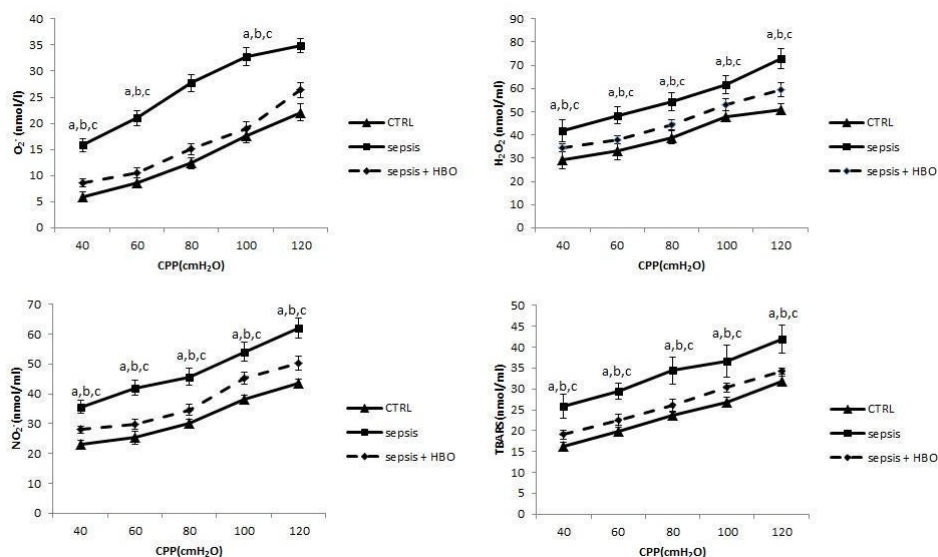 40
35
30
25
20
15
10
5
0
O₂⁻(nmol/l)
a,b,c
a,b,c
a,b,c
40 60 80 100 120
CPP(cmH₂O)
CTRL
sepsis
sepsis + HBO
90
80
70
60
50
40
30
20
10
0
H₂O₂ (nmol/ml)
a,b,c
a,b,c
a,b,c
a,b,c
a,b,c
40 60 80 100 120
CPP(cmH₂O)
CTRL
sepsis
sepsis + HBO
70
60
50
40
30
20
10
0
NO₂⁻(nmol/ml)
a,b,c
a,b,c
a,b,c
a,b,c
a,b,c
40 60 80 100 120
CPP(cmH₂O)
CTRL
sepsis
sepsis + HBO
50
45
40
35
30
25
20
15
10
5
0
TBARS(nmol/ml)
a,b,c
a,b,c
a,b,c
a,b,c
a,b,c
40 60 80 100 120
CPP(cmH₂O)
CTRL
sepsis
sepsis + HBO